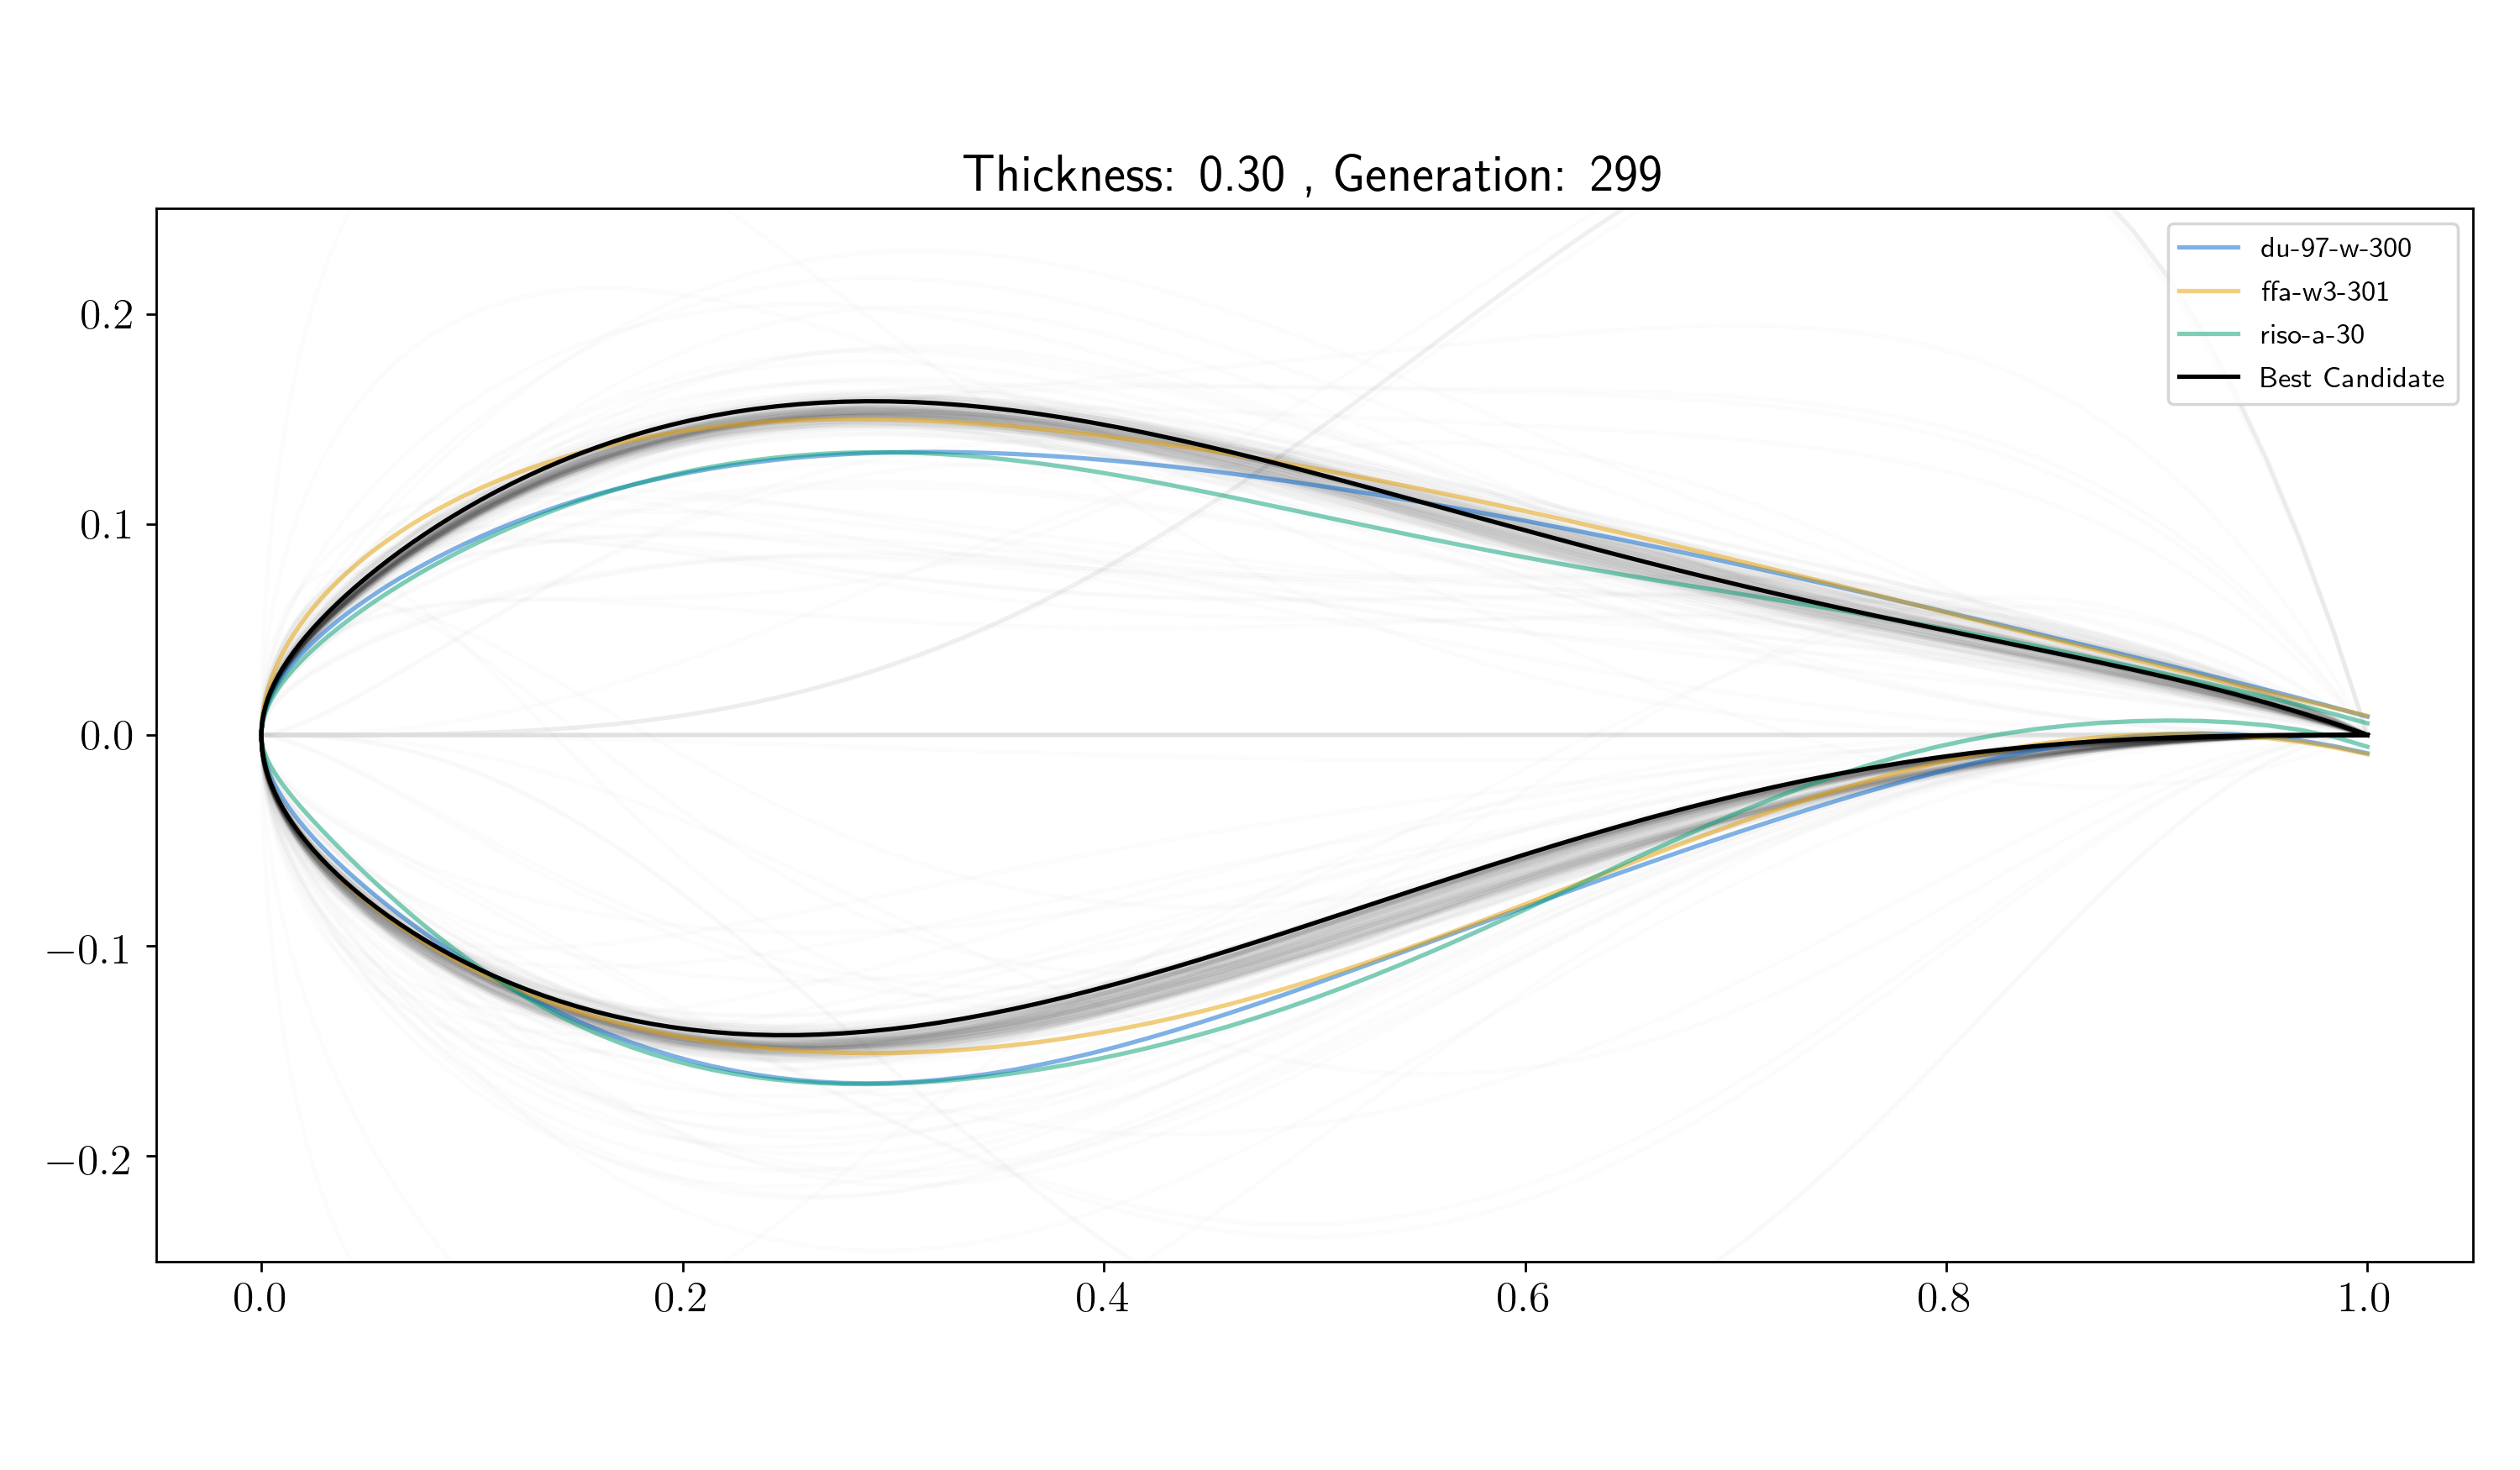 Thickness: 0.30 , Generation: 299
du-97-w-300
ffa-w3-301
riso-a-30
Best Candidate
0.2
0.1
0.0
−0.1
−0.2
0.0 0.2 0.4 0.6 0.8 1.0